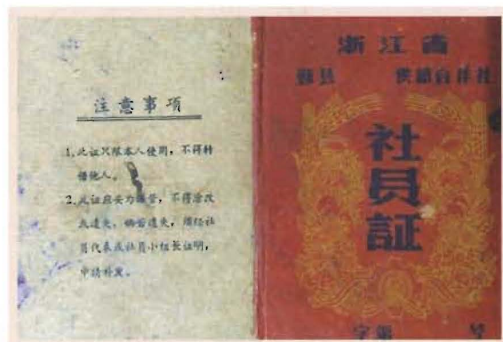 注意事项
1、此证只限本人使用，不得转
借他人。
2、此证应妥为保管，不得涂改
或遗失，倘若遗失，须经社
员代表或社员小组长证明，
申请补发。
浙江省
鄞县 供销合作社
社员証
字第 号